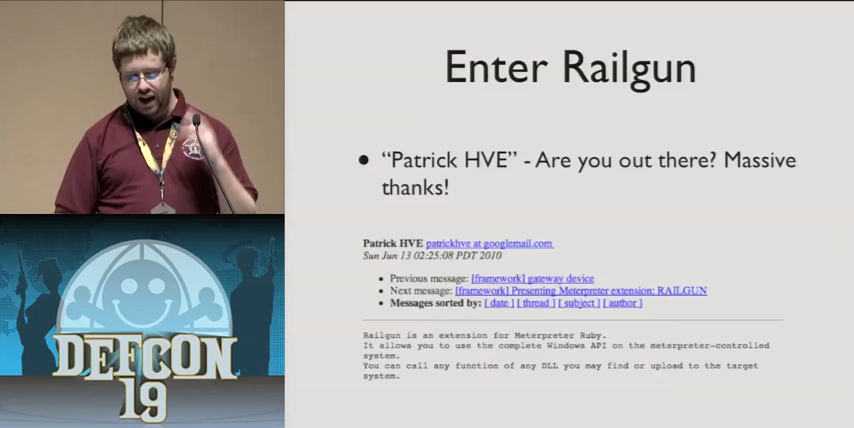 Enter Railgun
• “Patrick HVE” - Are you out there? Massive
thanks!
Patrick HVE patrickhve at googlemail.com
Sun Jun 13 02:25:08 PDT 2010
• Previous message: [framework] gateway device
• Next message: [framework] Presenting Meterpreter extension: RAILGUN
• Messages sorted by: [ date ] [ thread ] [ subject ] [ author ]
Railgun is an extension for Meterpreter Ruby.
It allows you to use the complete Windows API on the meterpreter-controlled
system.
You can call any function of any DLL you may find or upload to the target
system.
DEFCON
19